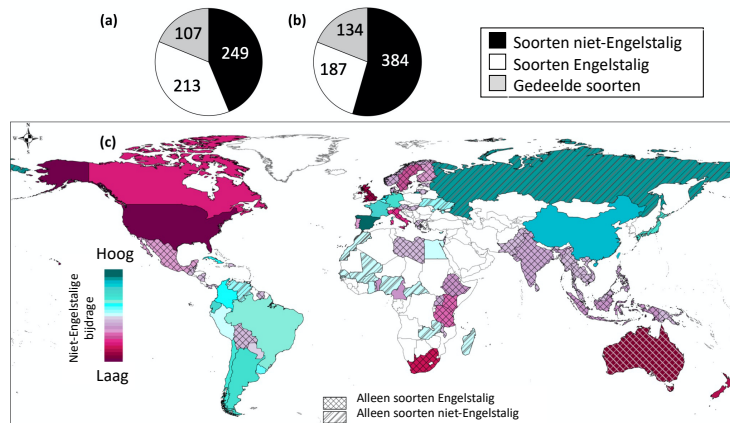 (a)
107
249
213
(b)
134
384
187
Soorten niet-Engelstalig
Soorten Engelstalig
Gedeelde soorten
(c)
N
W
E
S
Hoog
Niet-Engelstalige
bijdrage
Laag
Alleen soorten Engelstalig
Alleen soorten niet-Engelstalig